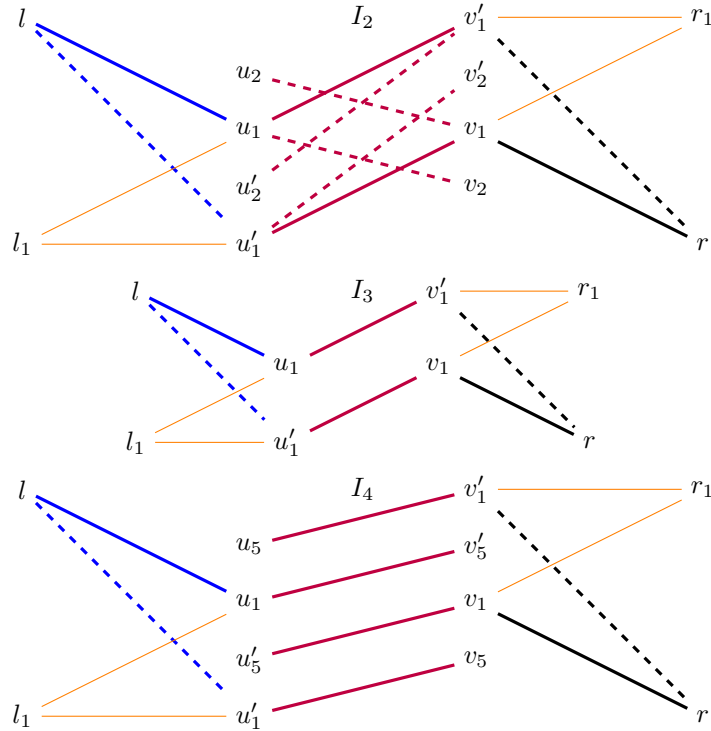 l I₂ v′₁ r₁
u₂ v′₂
u₁ v₁
u′₂ v₂
l₁ u′₁ r
l I₃ v′₁ r₁
u₁ v₁
l₁ u′₁ r
l I₄ v′₁ r₁
u₅ v′₅
u₁ v₁
u′₅ v₅
l₁ u′₁ r